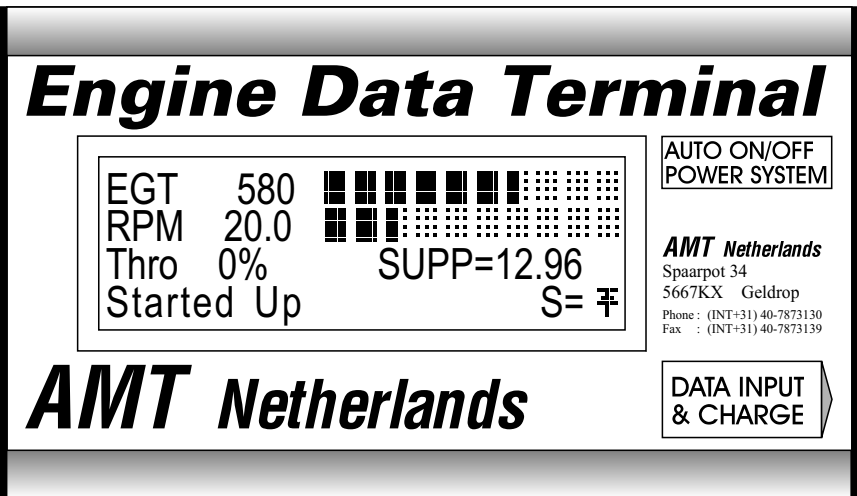 Engine Data Terminal
EGT 580
RPM 20.0
Thro 0% SUPP=12.96
Started Up S=
AUTO ON/OFF
POWER SYSTEM
AMT Netherlands
Spaarpot 34
5667KX Geldrop
Phone : (INT+31) 40-7873130
Fax : (INT+31) 40-7873139
AMT Netherlands
DATA INPUT
& CHARGE